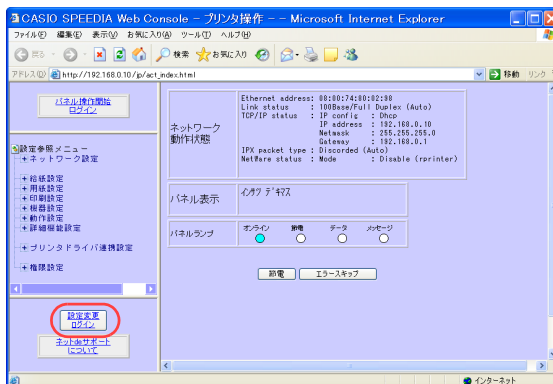 CASIO SPEEDIA Web Console - プリンタ操作 - - Microsoft Internet Explorer
ファイル(F) 編集(E) 表示(V) お気に入り(A) ツール(T) ヘルプ(H)
戻る 検索 お気に入り
アドレス(D) http://192.168.0.10/jp/act_index.html 移動 リンク
パネル操作開始
ログイン
設定参照メニュー
ネットワーク設定
給紙設定
用紙設定
印刷設定
機器設定
動作設定
詳細機能設定
プリンタドライバ連携設定
権限設定
設定変更
ログイン
ネットdeサポート
について
ネットワーク
動作状態
Ethernet address: 08:00:74:80:02:98
Link status : 100Base/Full Duplex (Auto)
TCP/IP status : IP config : Dhcp
IP address : 192.168.0.10
Netmask : 255.255.255.0
Gateway : 192.168.0.1
IPX packet type : Discorded (Auto)
NetWare status : Mode : Disable (rprinter)
パネル表示
インサツ デキマス
パネルランプ
オンライン 節電 データ メッセージ
節電 エラースキップ
インターネット